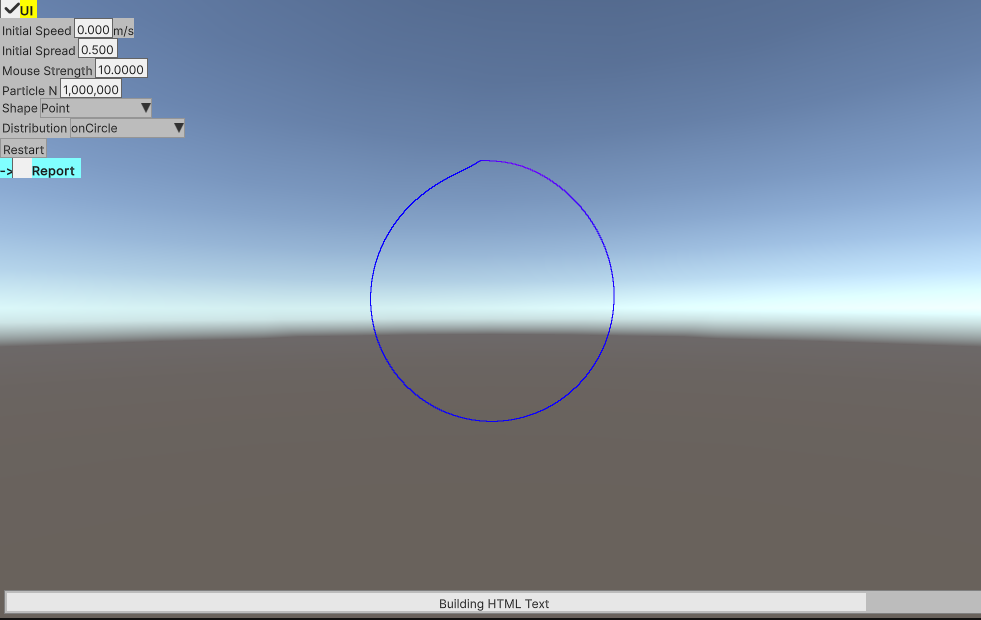 UI
Initial Speed 0.000 m/s
Initial Spread 0.500
Mouse Strength 10.0000
Particle N 1,000,000
Shape Point
Distribution onCircle
Restart
-> Report
Building HTML Text